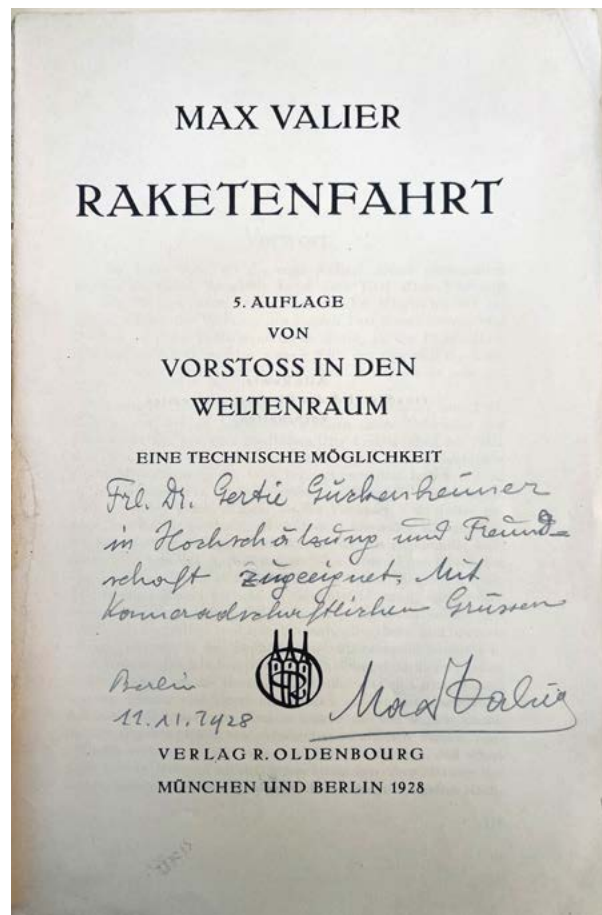 MAX VALIER
RAKETENFAHRT
5. AUFLAGE
VON
VORSTOSS IN DEN
WELTENRAUM
EINE TECHNISCHE MÖGLICHKEIT
Frl. Dr. Gertie
in Hochschätzung und Freund-
schaft zugeeignet. Mit
Kameradschaftlichen Grüssen
Berlin
11.11.1928
Max Valier
VERLAG R. OLDENBOURG
MÜNCHEN UND BERLIN 1928